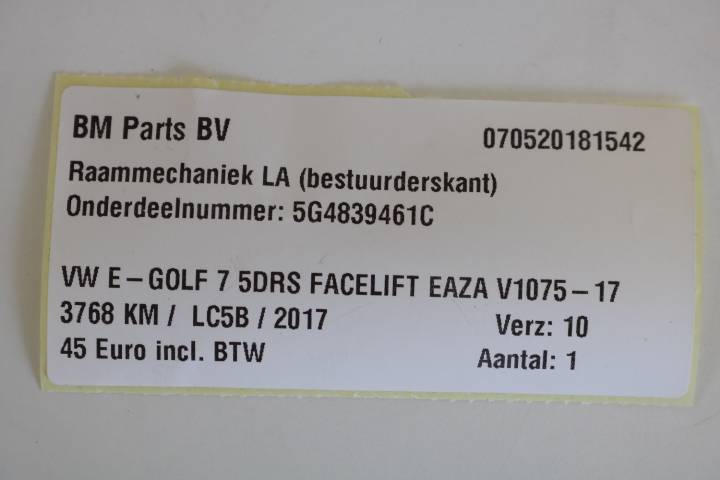 BM Parts BV 070520181542
Raammechaniek LA (bestuurderskant)
Onderdeelnummer: 5G4839461C
VW E-GOLF 7 5DRS FACELIFT EAZA V1075-17
3768 KM / LC5B / 2017 Verz: 10
45 Euro incl. BTW Aantal: 1